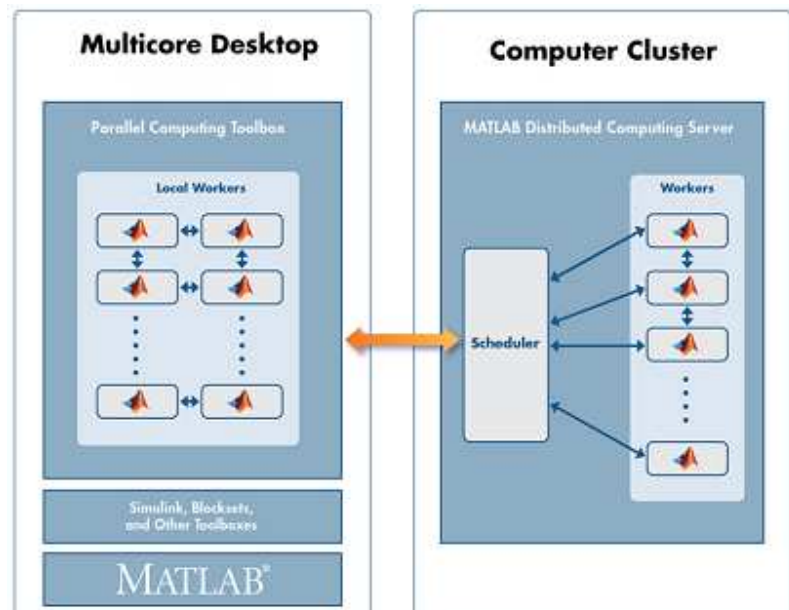 Multicore Desktop
Parallel Computing Toolbox
Local Workers
Simulink, Blocksets,
and Other Toolboxes
MATLAB®
Computer Cluster
MATLAB Distributed Computing Server
Workers
Scheduler